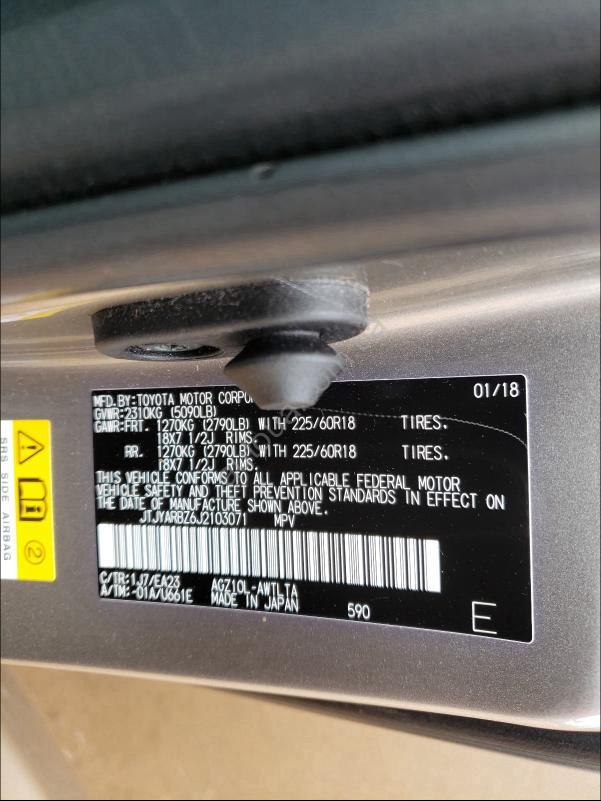 MFD.BY:TOYOTA MOTOR CORPO
01/18
GVWR:2310KG (5090LB)
GAWR:FRT. 1270KG (2790LB) WITH 225/60R18 TIRES.
18X7 1/2J RIMS.
RR. 1270KG (2790LB) WITH 225/60R18 TIRES.
18X7 1/2J RIMS.
THIS VEHICLE CONFORMS TO ALL APPLICABLE FEDERAL MOTOR
VEHICLE SAFETY AND THEFT PREVENTION STANDARDS IN EFFECT ON
THE DATE OF MANUFACTURE SHOWN ABOVE.
JTJYARBZ6J2103071 MPV
C/TR:1J7/EA23 AGZ10L-AWTLTA
A/TM:-01A/U661E MADE IN JAPAN 590
E
SRS SIDE AIRBAG
2